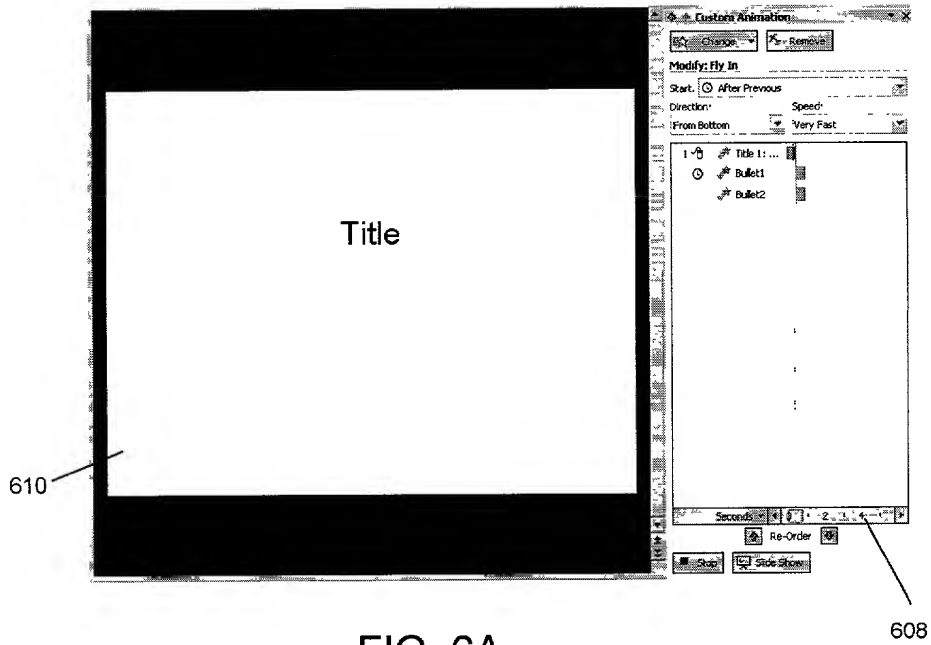 Custom Animation
Change Remove
Modify: Fly In
Start: After Previous
Direction: Speed:
From Bottom Very Fast
1 Title 1: ...
Bullet1
Bullet2
Title
610
Seconds 2 4
Re-Order
Stop Slide Show
608
FIG. 6A